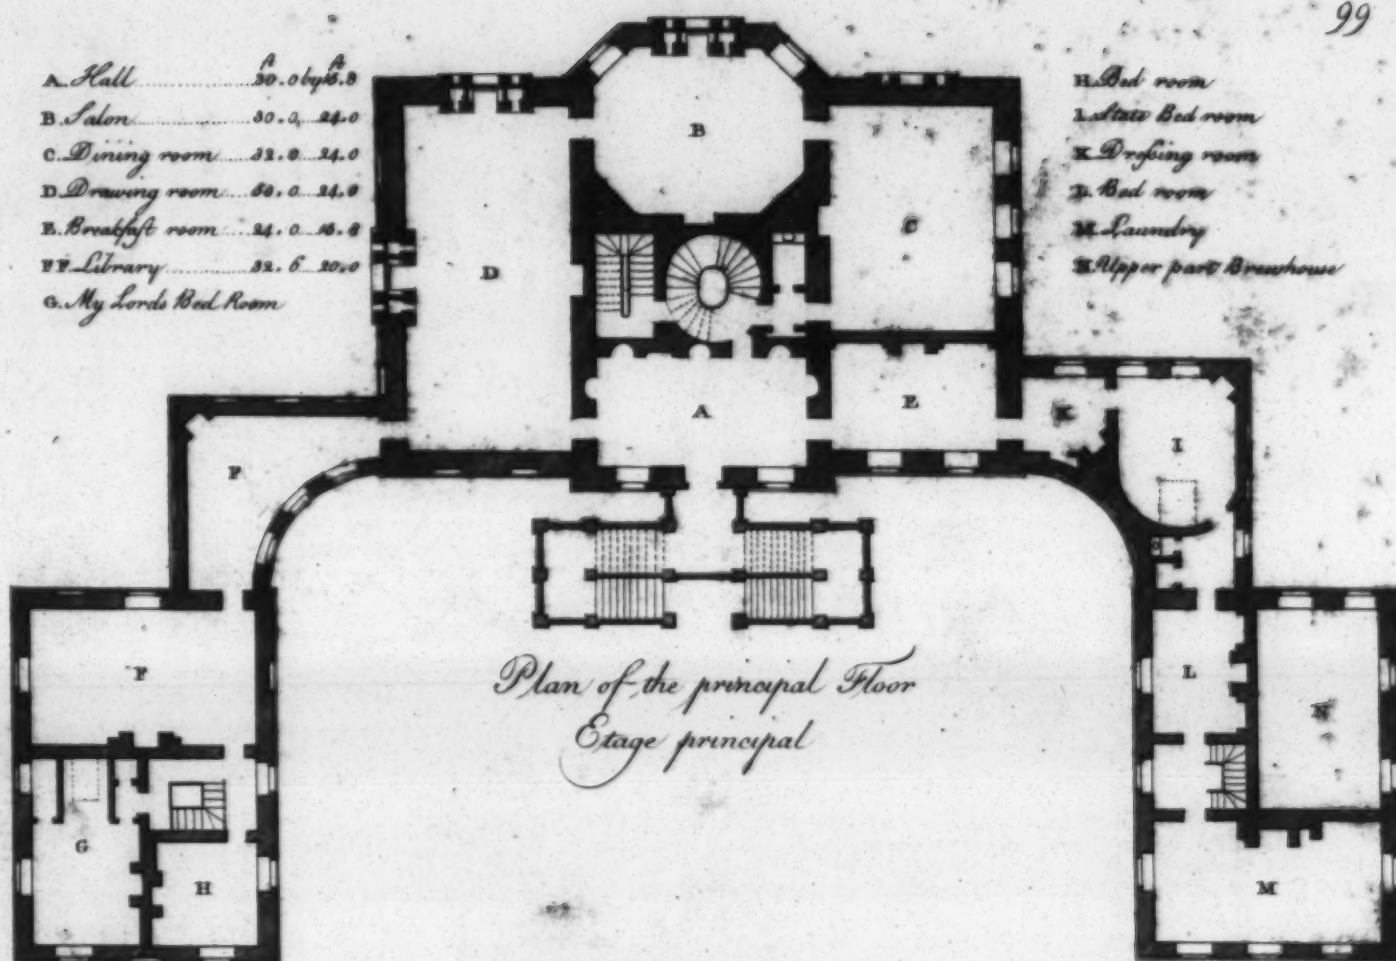 99
A. Hall 30.0 by 15.8
B. Salon 30.0 24.0
C. Dining room 32.0 24.0
D. Drawing room 50.0 24.0
E. Breakfast room 24.0 15.8
FF. Library 32.6 20.0
G. My Lords Bed Room
H. Bed room
I. State Bed room
K. Dreſsing room
L. Bed room
M. Laundry
N. Upper part Brewhouse
B
D
C
A
E
K
I
F
F
L
N
G
H
M
Plan of the principal Floor
Etage principal